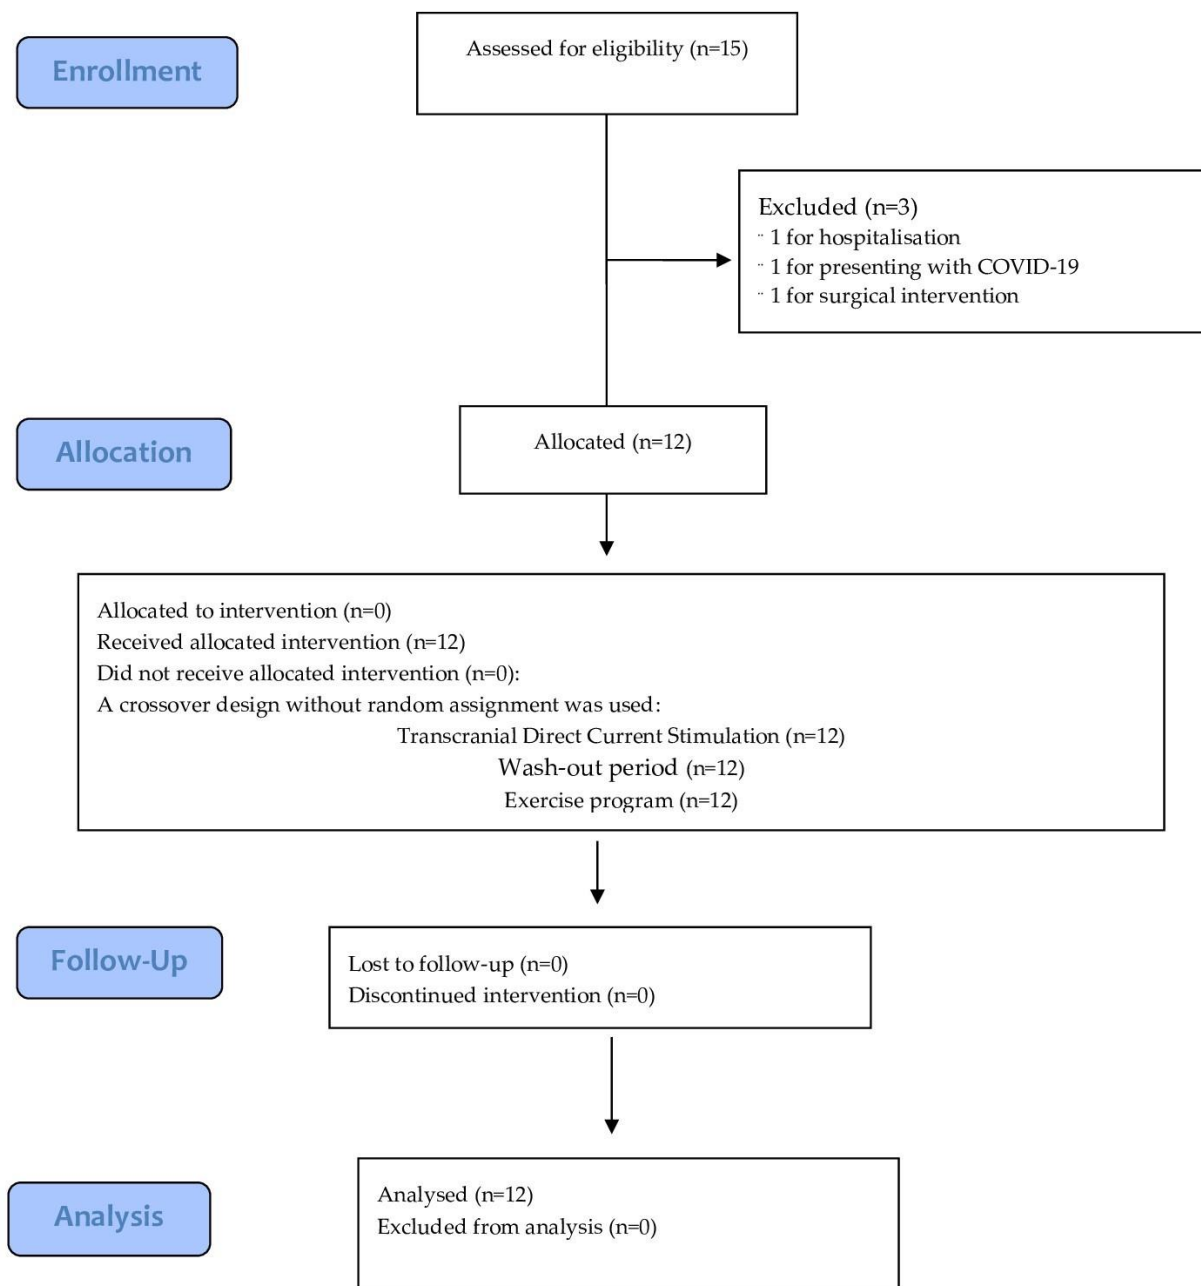 Enrollment
Assessed for eligibility (n=15)
Excluded (n=3)
¨ 1 for hospitalisation
¨ 1 for presenting with COVID-19
¨ 1 for surgical intervention
Allocation
Allocated (n=12)
Allocated to intervention (n=0)
Received allocated intervention (n=12)
Did not receive allocated intervention (n=0):
A crossover design without random assignment was used:
Transcranial Direct Current Stimulation (n=12)
Wash-out period (n=12)
Exercise program (n=12)
Follow-Up
Lost to follow-up (n=0)
Discontinued intervention (n=0)
Analysis
Analysed (n=12)
Excluded from analysis (n=0)